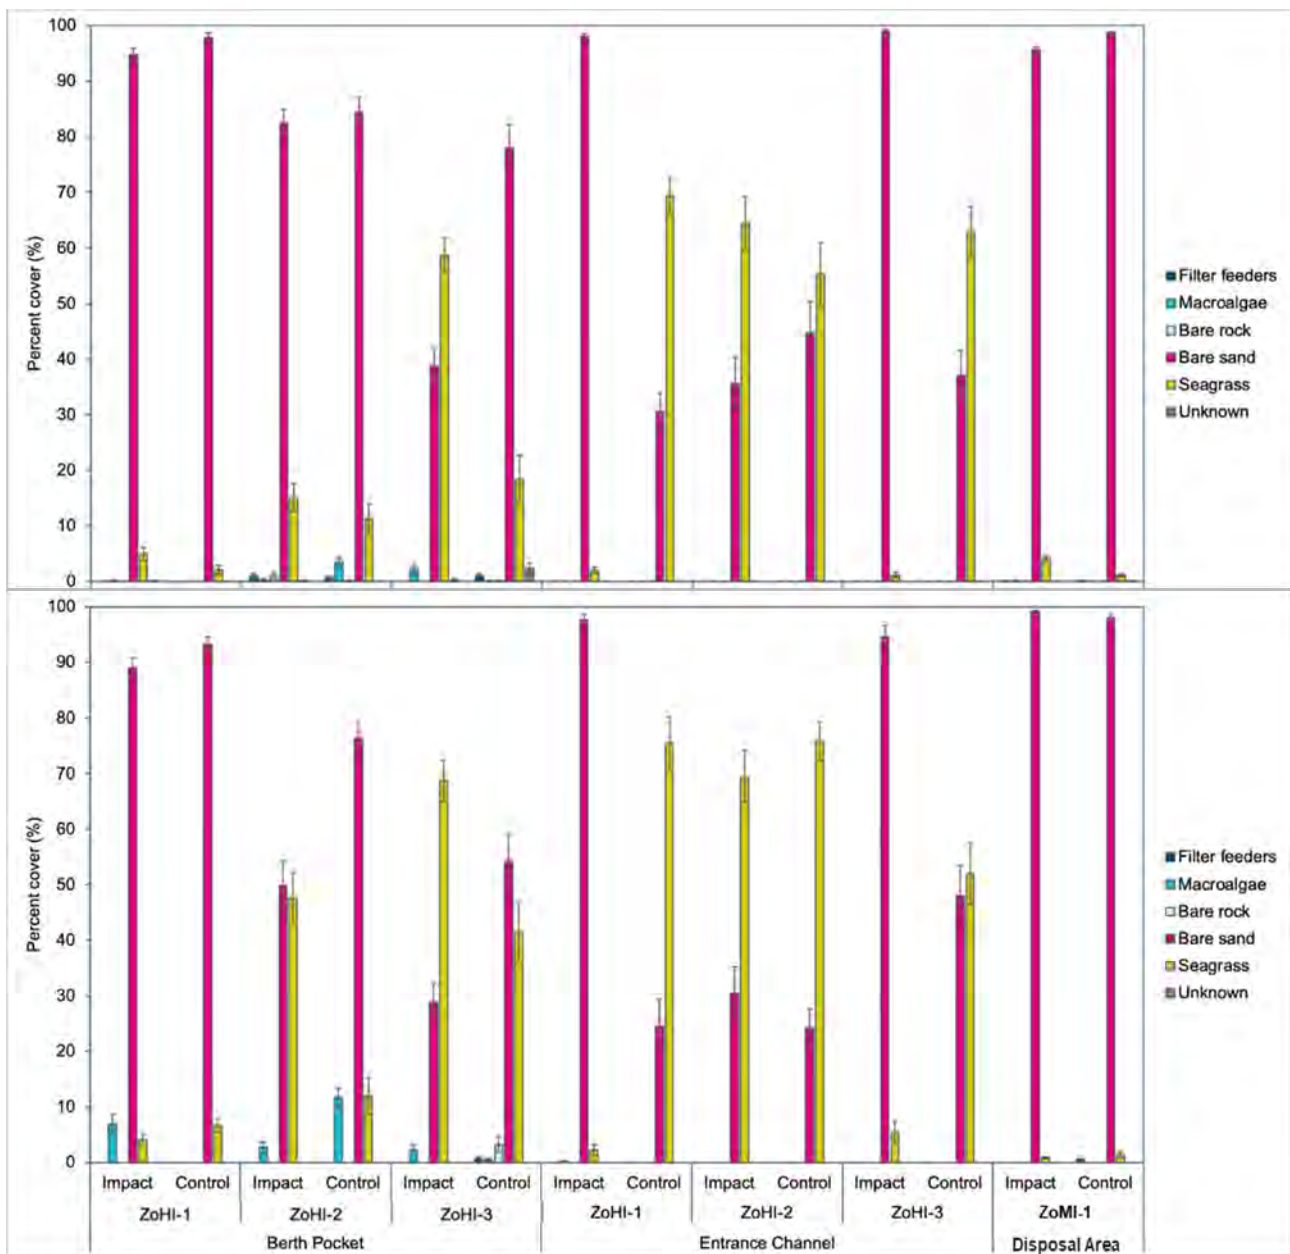 100
90
80
70
60
50
40
30
20
10
0
Percent cover (%)
Filter feeders
Macroalgae
Bare rock
Bare sand
Seagrass
Unknown
100
90
80
70
60
50
40
30
20
10
0
Percent cover (%)
Filter feeders
Macroalgae
Bare rock
Bare sand
Seagrass
Unknown
Impact Control Impact Control Impact Control Impact Control Impact Control Impact Control Impact Control
ZoHI-1 ZoHI-2 ZoHI-3 ZoHI-1 ZoHI-2 ZoHI-3 ZoMI-1
Berth Pocket Entrance Channel Disposal Area